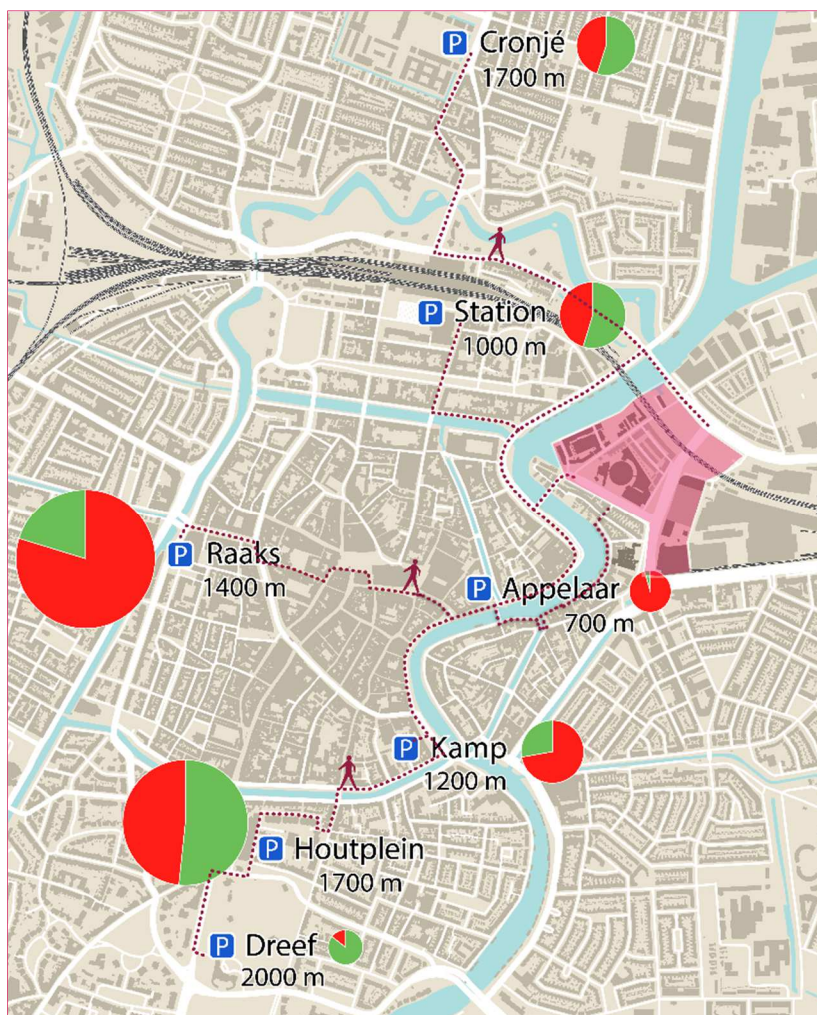 P Cronjé
1700 m
P Station
1000 m
P Raaks
1400 m
P Appelaar
700 m
P Kamp
1200 m
P Houtplein
1700 m
P Dreef
2000 m